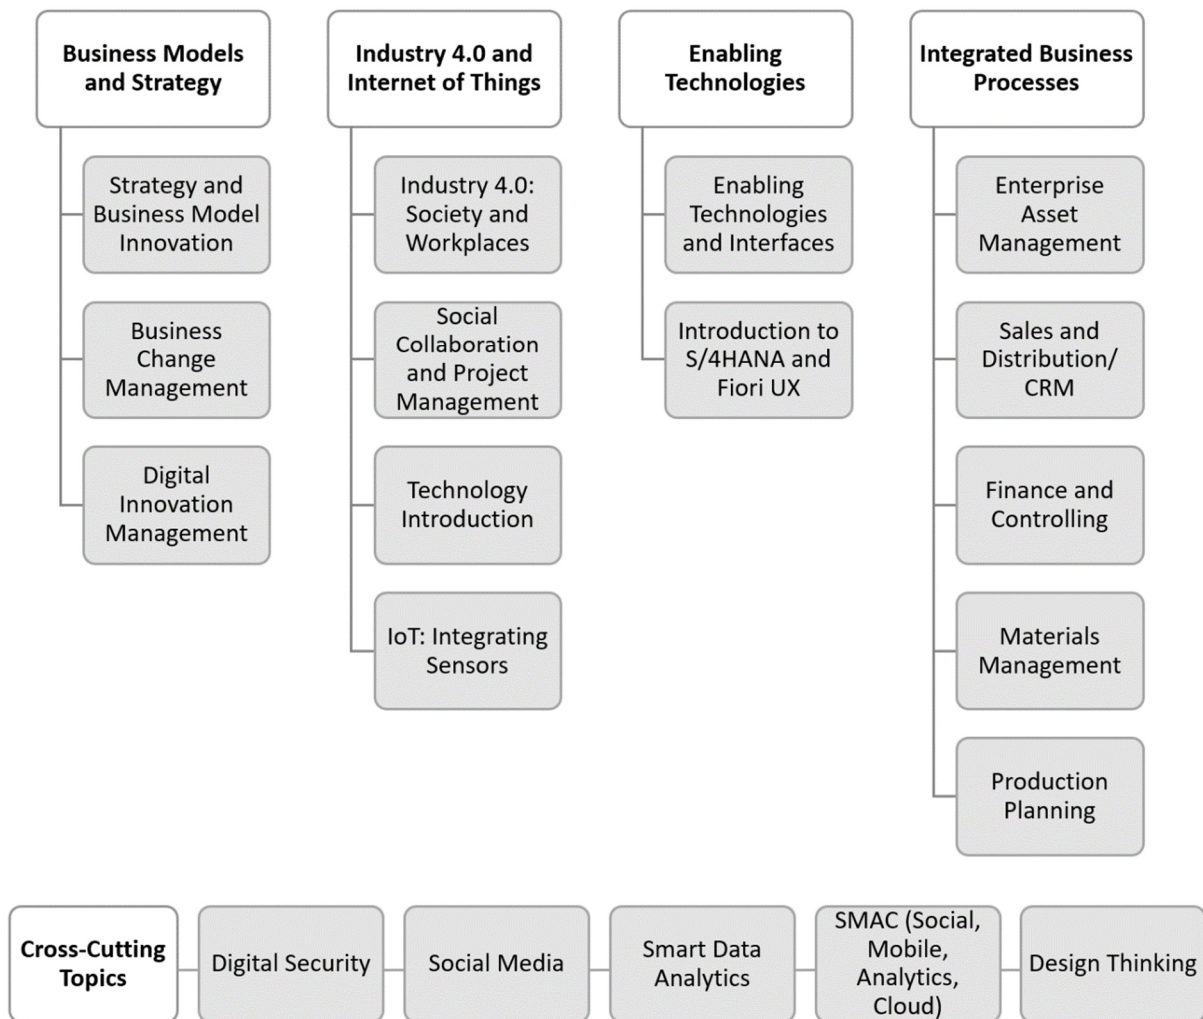 Business Models
and Strategy
Strategy and
Business Model
Innovation
Business
Change
Management
Digital
Innovation
Management
Industry 4.0 and
Internet of Things
Industry 4.0:
Society and
Workplaces
Social
Collaboration
and Project
Management
Technology
Introduction
IoT: Integrating
Sensors
Enabling
Technologies
Enabling
Technologies
and Interfaces
Introduction to
S/4HANA and
Fiori UX
Integrated Business
Processes
Enterprise
Asset
Management
Sales and
Distribution/
CRM
Finance and
Controlling
Materials
Management
Production
Planning
Cross-Cutting
Topics
Digital Security
Social Media
Smart Data
Analytics
SMAC (Social,
Mobile,
Analytics,
Cloud)
Design Thinking